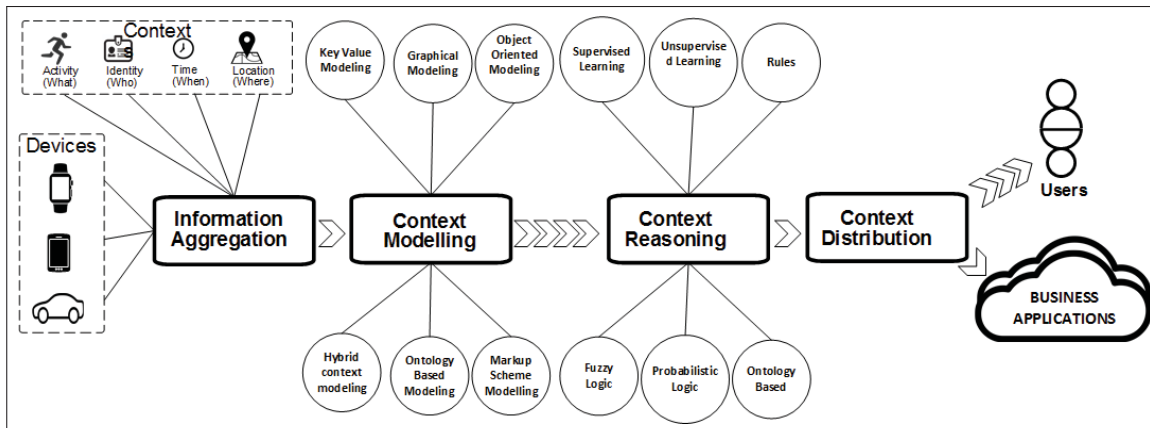 Context
s
Activity
(What)
Identity
(Who)
Time
(When)
Location
(Where)
Devices
Key Value
Modeling
Graphical
Modeling
Object
Oriented
Modeling
Supervised
Learning
Unsupervise
d Learning
Rules
Information
Aggregation
Context
Modelling
Context
Reasoning
Context
Distribution
Users
BUSINESS
APPLICATIONS
Hybrid
context
modeling
Ontology
Based
Modeling
Markup
Scheme
Modelling
Fuzzy
Logic
Probabilistic
Logic
Ontology
Based